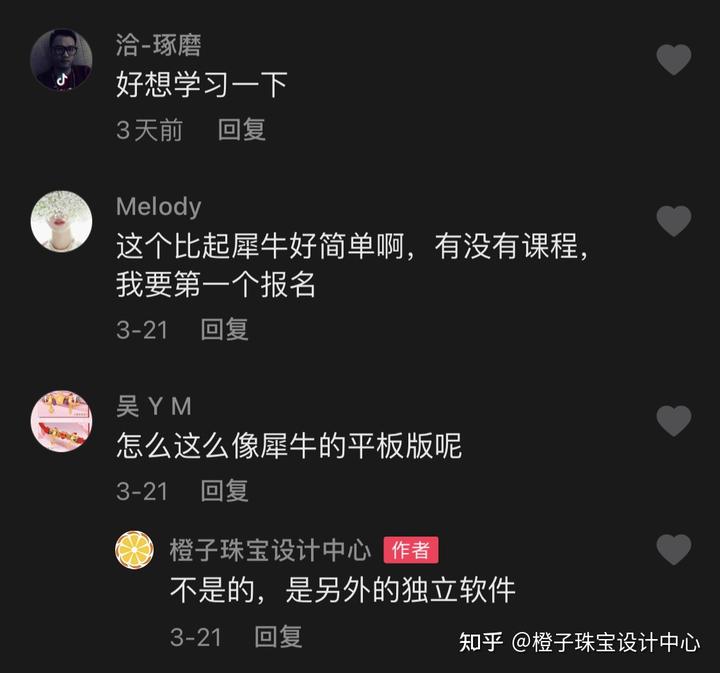 洽-琢磨
好想学习一下
3天前 回复
Melody
这个比起犀牛好简单啊，有没有课程，
我要第一个报名
3-21 回复
吴 Y M
怎么这么像犀牛的平板版呢
3-21 回复
橙子珠宝设计中心 作者
不是的，是另外的独立软件
3-21 回复
知乎 @橙子珠宝设计中心